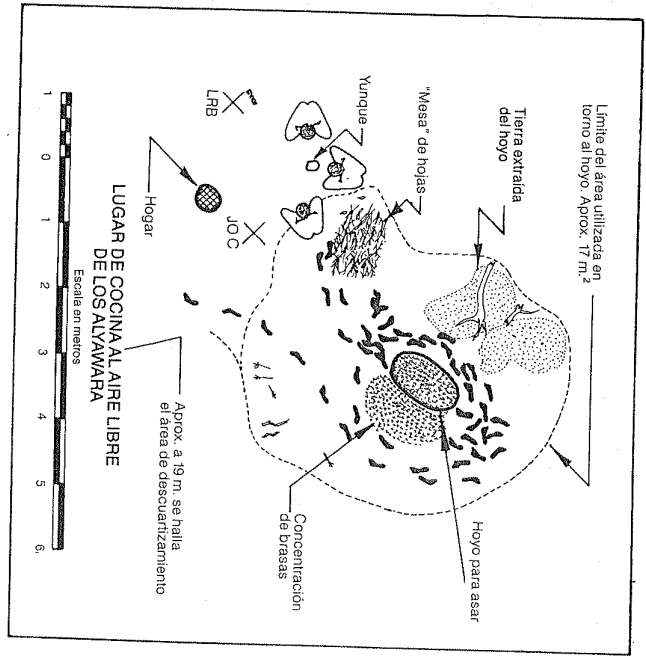 Límite del área utilizada en
torno al hoyo. Aprox. 17 m.²
Tierra extraída
del hoyo
"Mesa" de hojas
Yunque
LRB
JOC
Hogar
Hoyo para asar
Concentración
de brasas
Aprox. a 19 m. se halla
el área de descuartizamiento
LUGAR DE COCINA AL AIRE LIBRE
DE LOS ALYAWARA
Escala en metros
1 0 1 2 3 4 5 6.